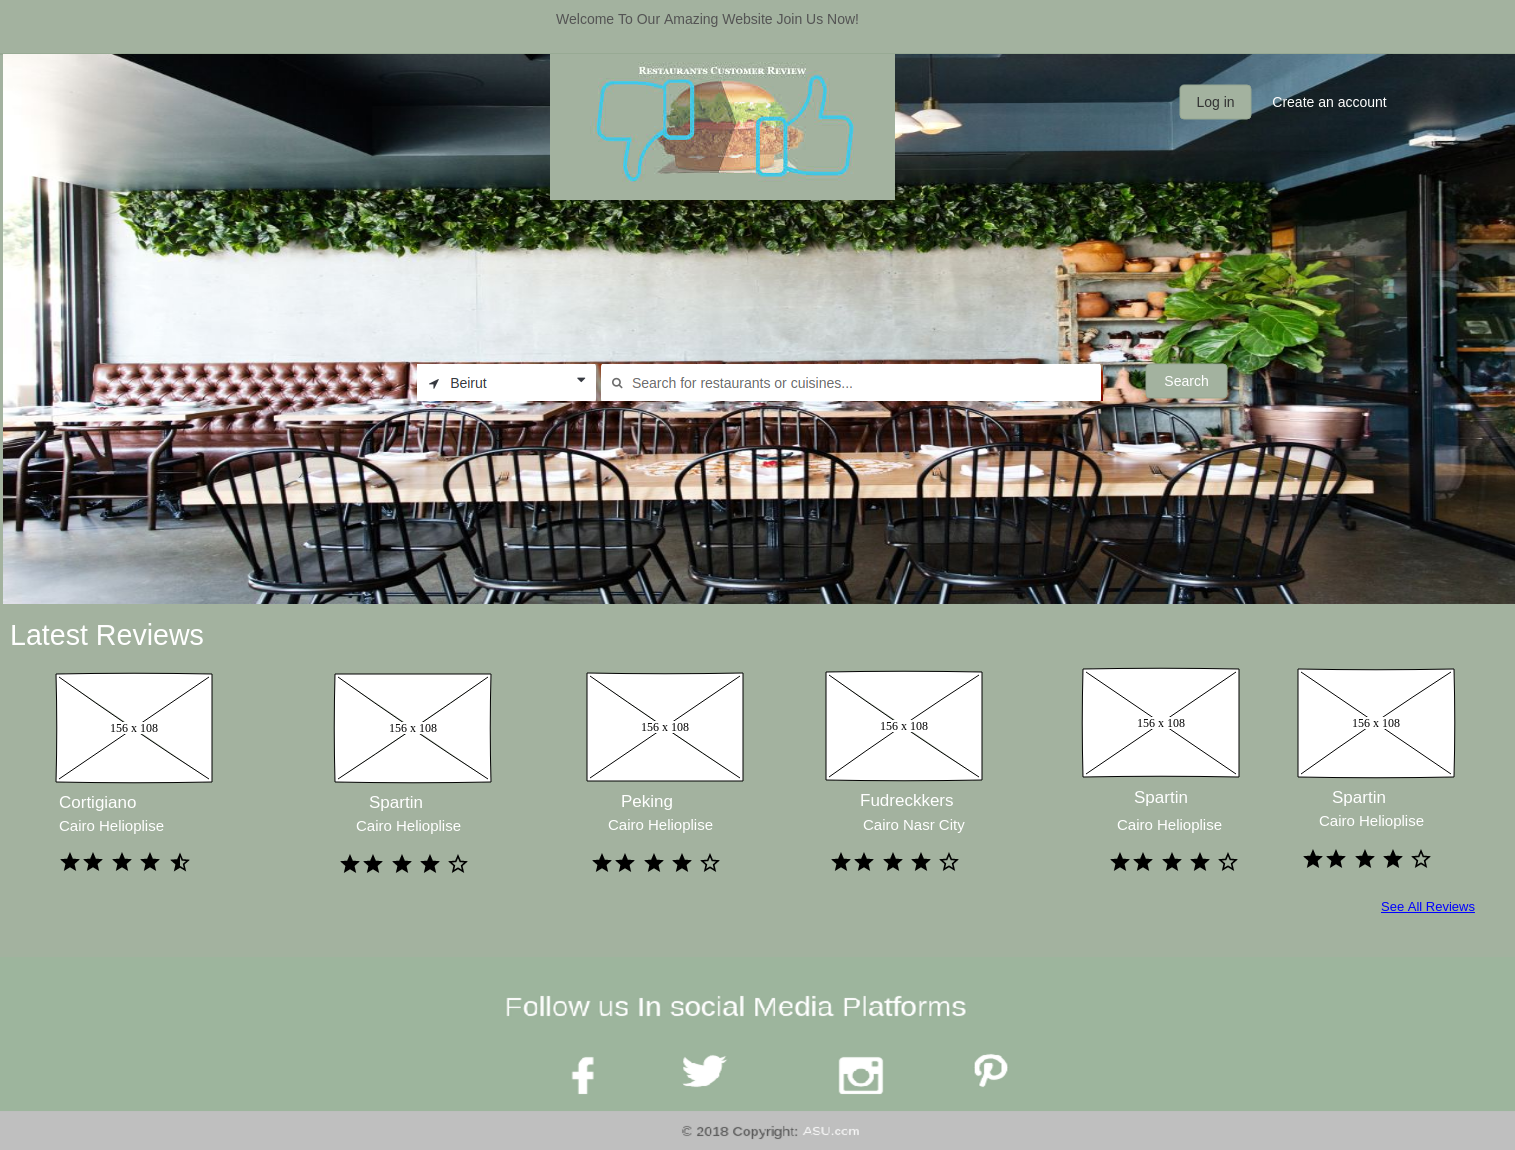 Welcome To Our Amazing Website Join Us Now!
Restaurants Customer Review
Log in
Create an account
Beirut
Search for restaurants or cuisines...
Search
Latest Reviews
156 x 108 156 x 108 156 x 108 156 x 108 156 x 108 156 x 108
Cortigiano Spartin Peking Fudreckkers Spartin Spartin
Cairo Helioplise Cairo Helioplise Cairo Helioplise Cairo Nasr City Cairo Helioplise Cairo Helioplise
See All Reviews
Follow us In social Media Platforms
© 2018 Copyright: ASU.com